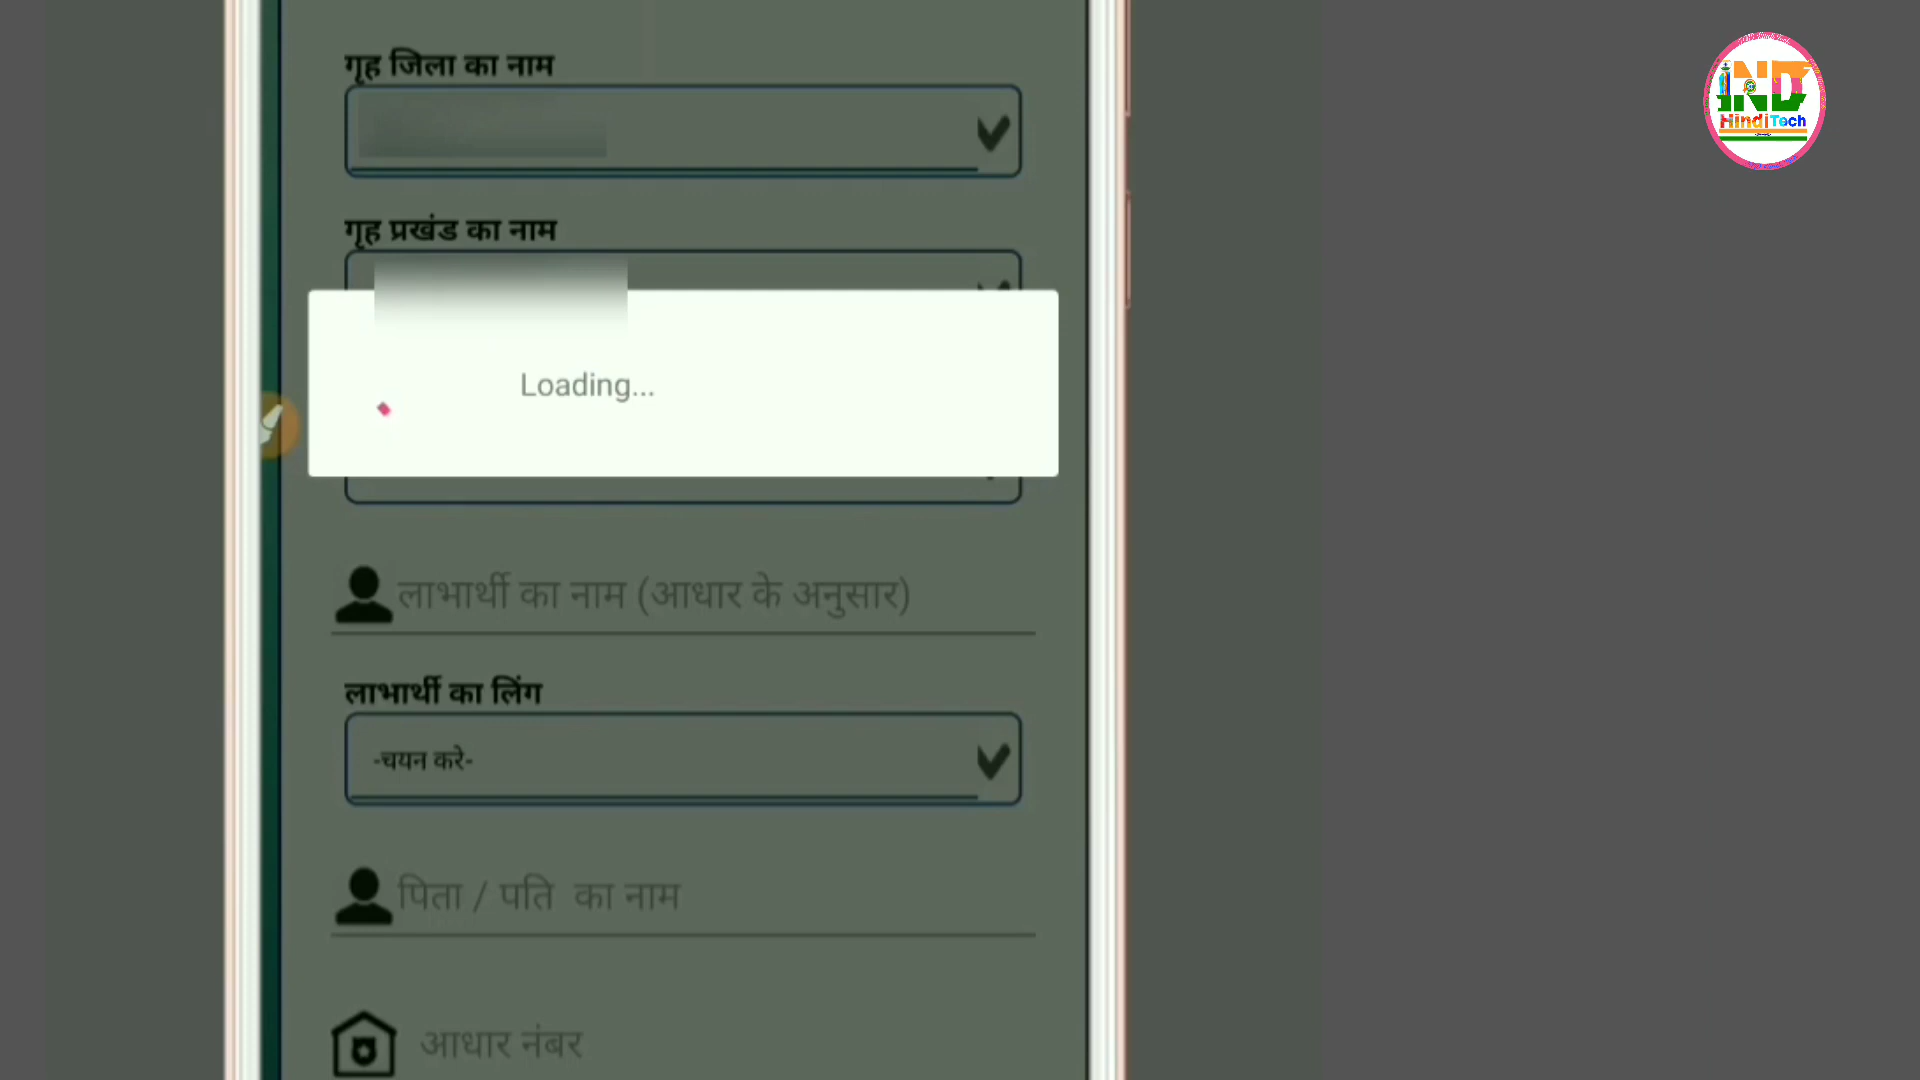 गृह जिला का नाम
गृह प्रखंड का नाम
Loading...
लाभार्थी का नाम (आधार के अनुसार)
लाभार्थी का लिंग
-चयन करे-
पिता / पति का नाम
आधार नंबर
iND
HindiTech